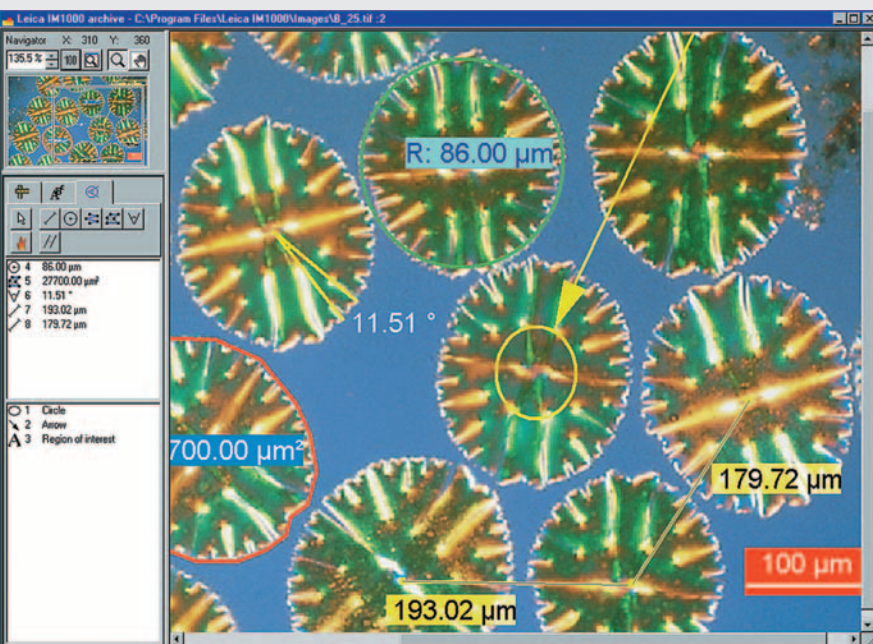 Leica IM1000 archive - C:\Program Files\Leica IM1000\Images\B_25.tif :2
Navigator X: 310 Y: 360
135.5 % 100
R: 86.00 µm
4 86.00 µm
5 27700.00 µm²
6 11.51 °
7 193.02 µm
8 179.72 µm
11.51 °
1 Circle
2 Arrow
A 3 Region of interest
700.00 µm²
179.72 µm
100 µm
193.02 µm